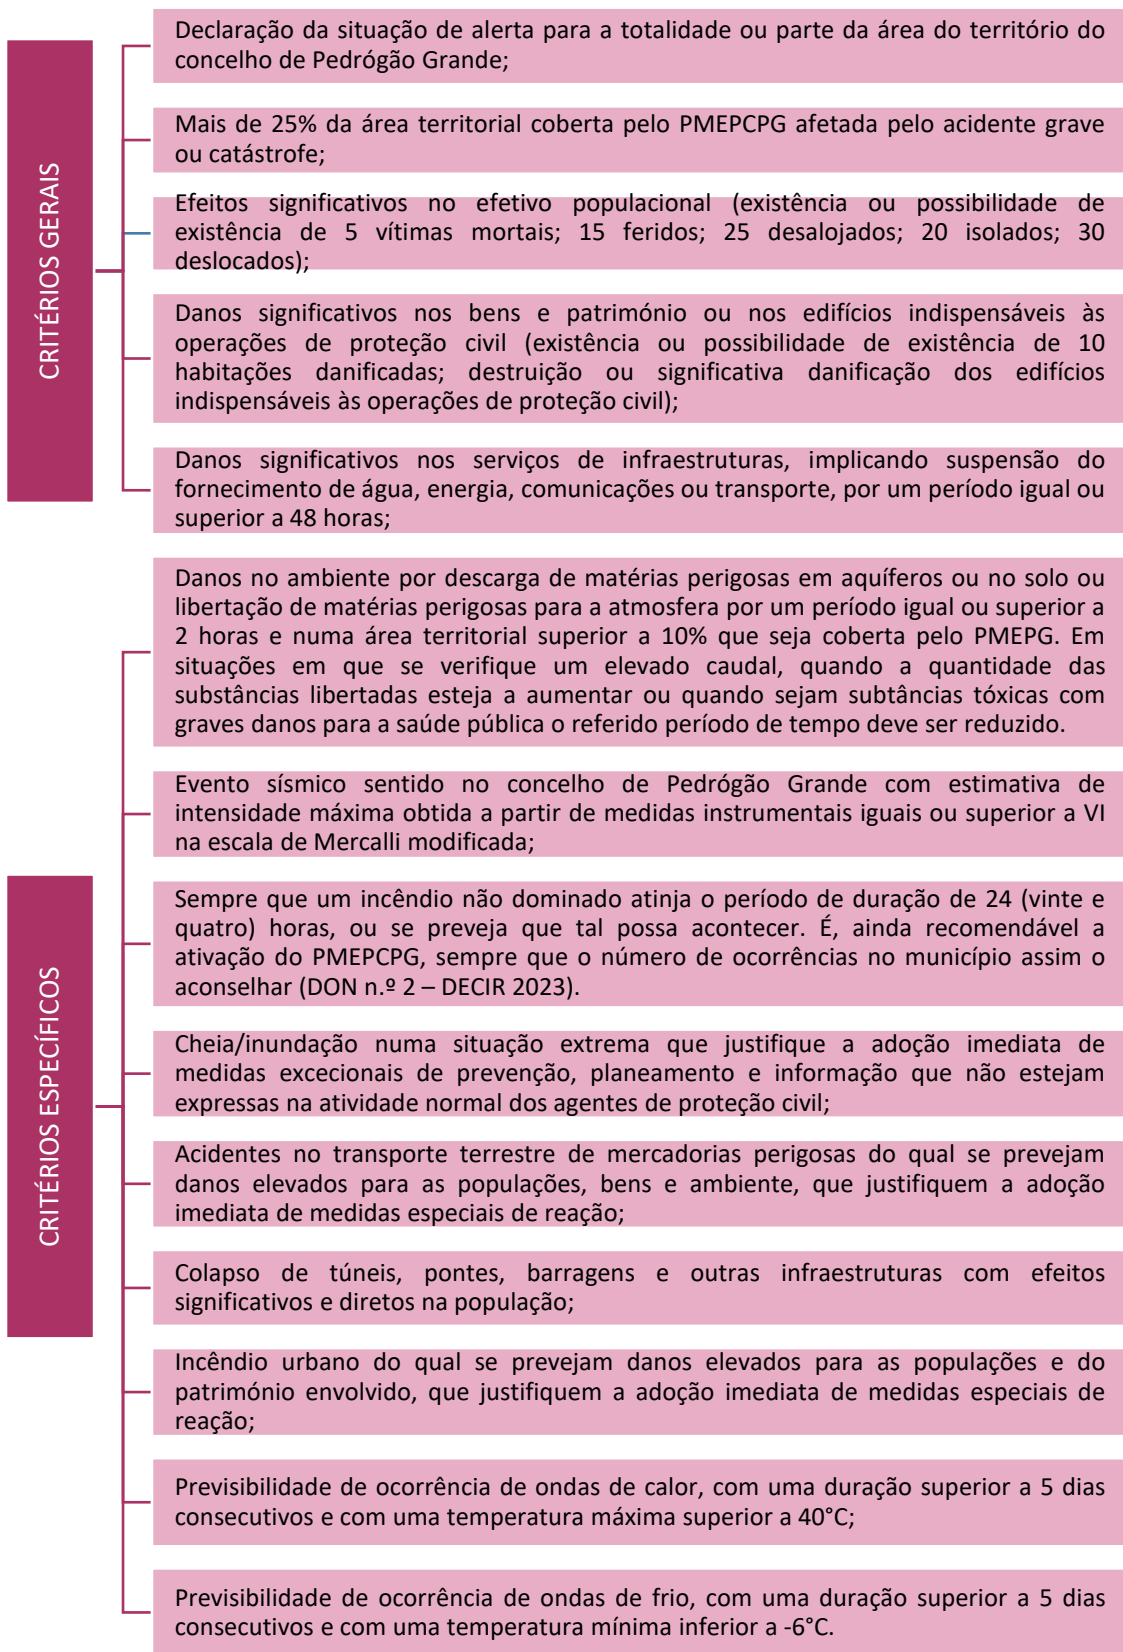 CRITÉRIOS GERAIS
Declaração da situação de alerta para a totalidade ou parte da área do território do
concelho de Pedrógão Grande;
Mais de 25% da área territorial coberta pelo PMEPCPG afetada pelo acidente grave
ou catástrofe;
Efeitos significativos no efetivo populacional (existência ou possibilidade de
existência de 5 vítimas mortais; 15 feridos; 25 desalojados; 20 isolados; 30
deslocados);
Danos significativos nos bens e património ou nos edifícios indispensáveis às
operações de proteção civil (existência ou possibilidade de existência de 10
habitações danificadas; destruição ou significativa danificação dos edifícios
indispensáveis às operações de proteção civil);
Danos significativos nos serviços de infraestruturas, implicando suspensão do
fornecimento de água, energia, comunicações ou transporte, por um período igual ou
superior a 48 horas;
CRITÉRIOS ESPECÍFICOS
Danos no ambiente por descarga de matérias perigosas em aquíferos ou no solo ou
libertação de matérias perigosas para a atmosfera por um período igual ou superior a
2 horas e numa área territorial superior a 10% que seja coberta pelo PMEPG. Em
situações em que se verifique um elevado caudal, quando a quantidade das
substâncias libertadas esteja a aumentar ou quando sejam subtâncias tóxicas com
graves danos para a saúde pública o referido período de tempo deve ser reduzido.
Evento sísmico sentido no concelho de Pedrógão Grande com estimativa de
intensidade máxima obtida a partir de medidas instrumentais iguais ou superior a VI
na escala de Mercalli modificada;
Sempre que um incêndio não dominado atinja o período de duração de 24 (vinte e
quatro) horas, ou se preveja que tal possa acontecer. É, ainda recomendável a
ativação do PMEPCPG, sempre que o número de ocorrências no município assim o
aconselhar (DON n.º 2 – DECIR 2023).
Cheia/inundação numa situação extrema que justifique a adoção imediata de
medidas excecionais de prevenção, planeamento e informação que não estejam
expressas na atividade normal dos agentes de proteção civil;
Acidentes no transporte terrestre de mercadorias perigosas do qual se prevejam
danos elevados para as populações, bens e ambiente, que justifiquem a adoção
imediata de medidas especiais de reação;
Colapso de túneis, pontes, barragens e outras infraestruturas com efeitos
significativos e diretos na população;
Incêndio urbano do qual se prevejam danos elevados para as populações e do
património envolvido, que justifiquem a adoção imediata de medidas especiais de
reação;
Previsibilidade de ocorrência de ondas de calor, com uma duração superior a 5 dias
consecutivos e com uma temperatura máxima superior a 40°C;
Previsibilidade de ocorrência de ondas de frio, com uma duração superior a 5 dias
consecutivos e com uma temperatura mínima inferior a -6°C.